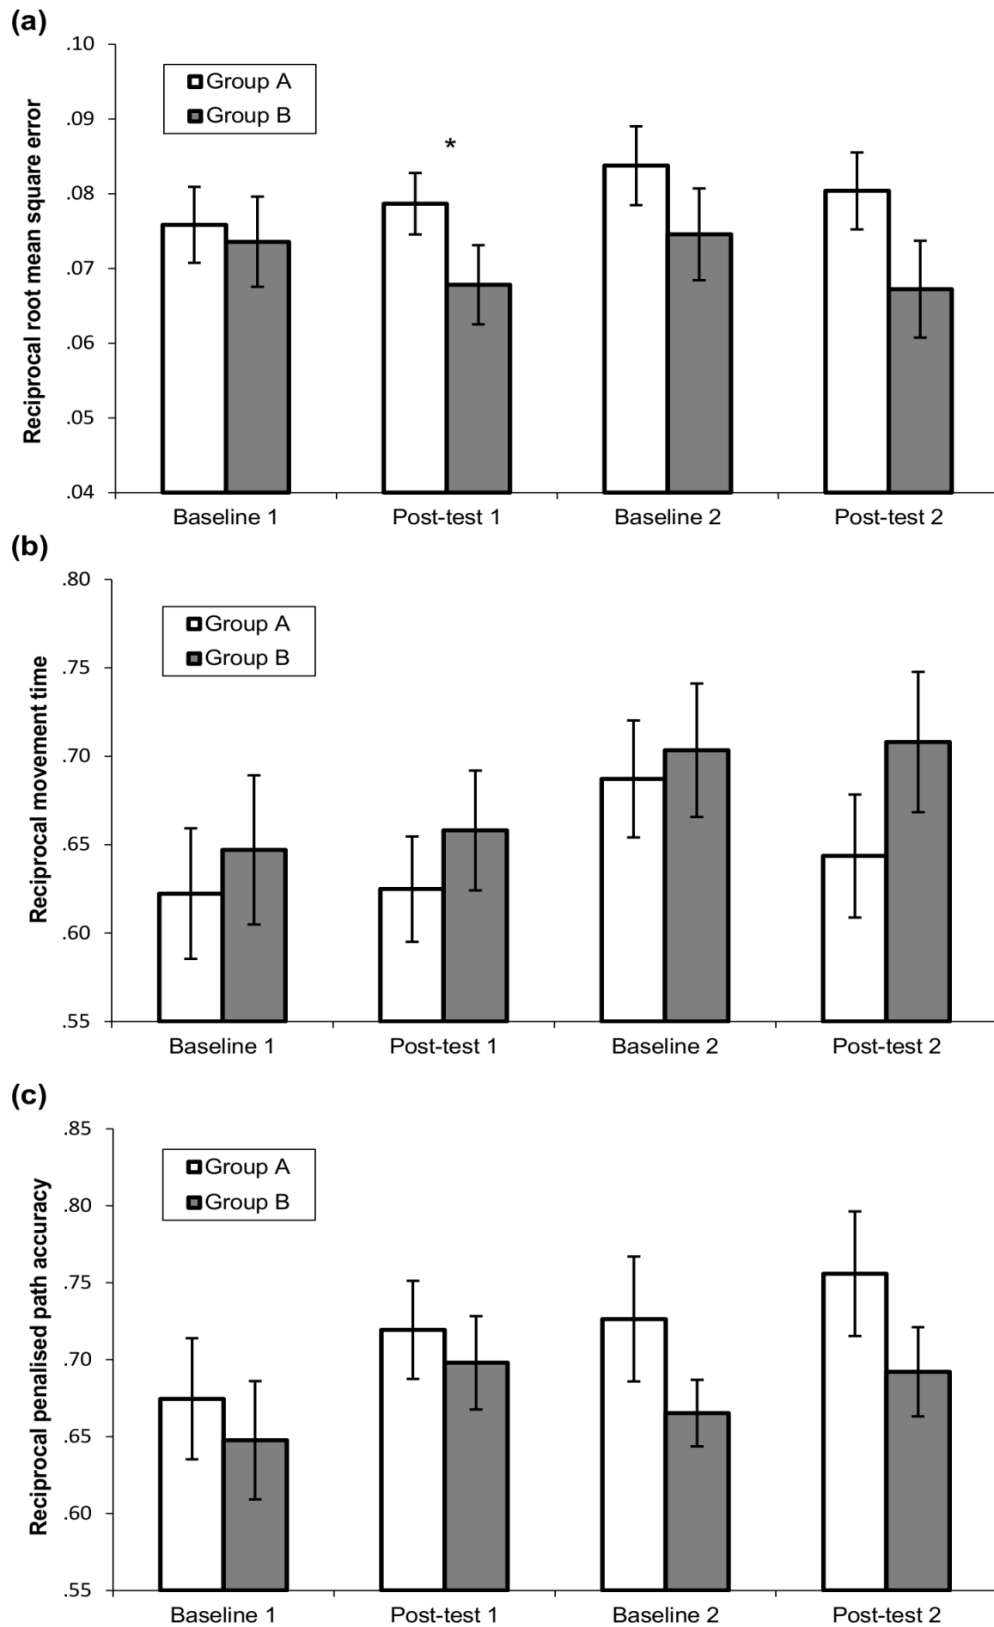 (a)
Reciprocal root mean square error
.10
.09
.08
.07
.06
.05
.04
Group A
Group B
*
Baseline 1 Post-test 1 Baseline 2 Post-test 2
(b)
Reciprocal movement time
.80
.75
.70
.65
.60
.55
Group A
Group B
Baseline 1 Post-test 1 Baseline 2 Post-test 2
(c)
Reciprocal penalised path accuracy
.85
.80
.75
.70
.65
.60
.55
Group A
Group B
Baseline 1 Post-test 1 Baseline 2 Post-test 2